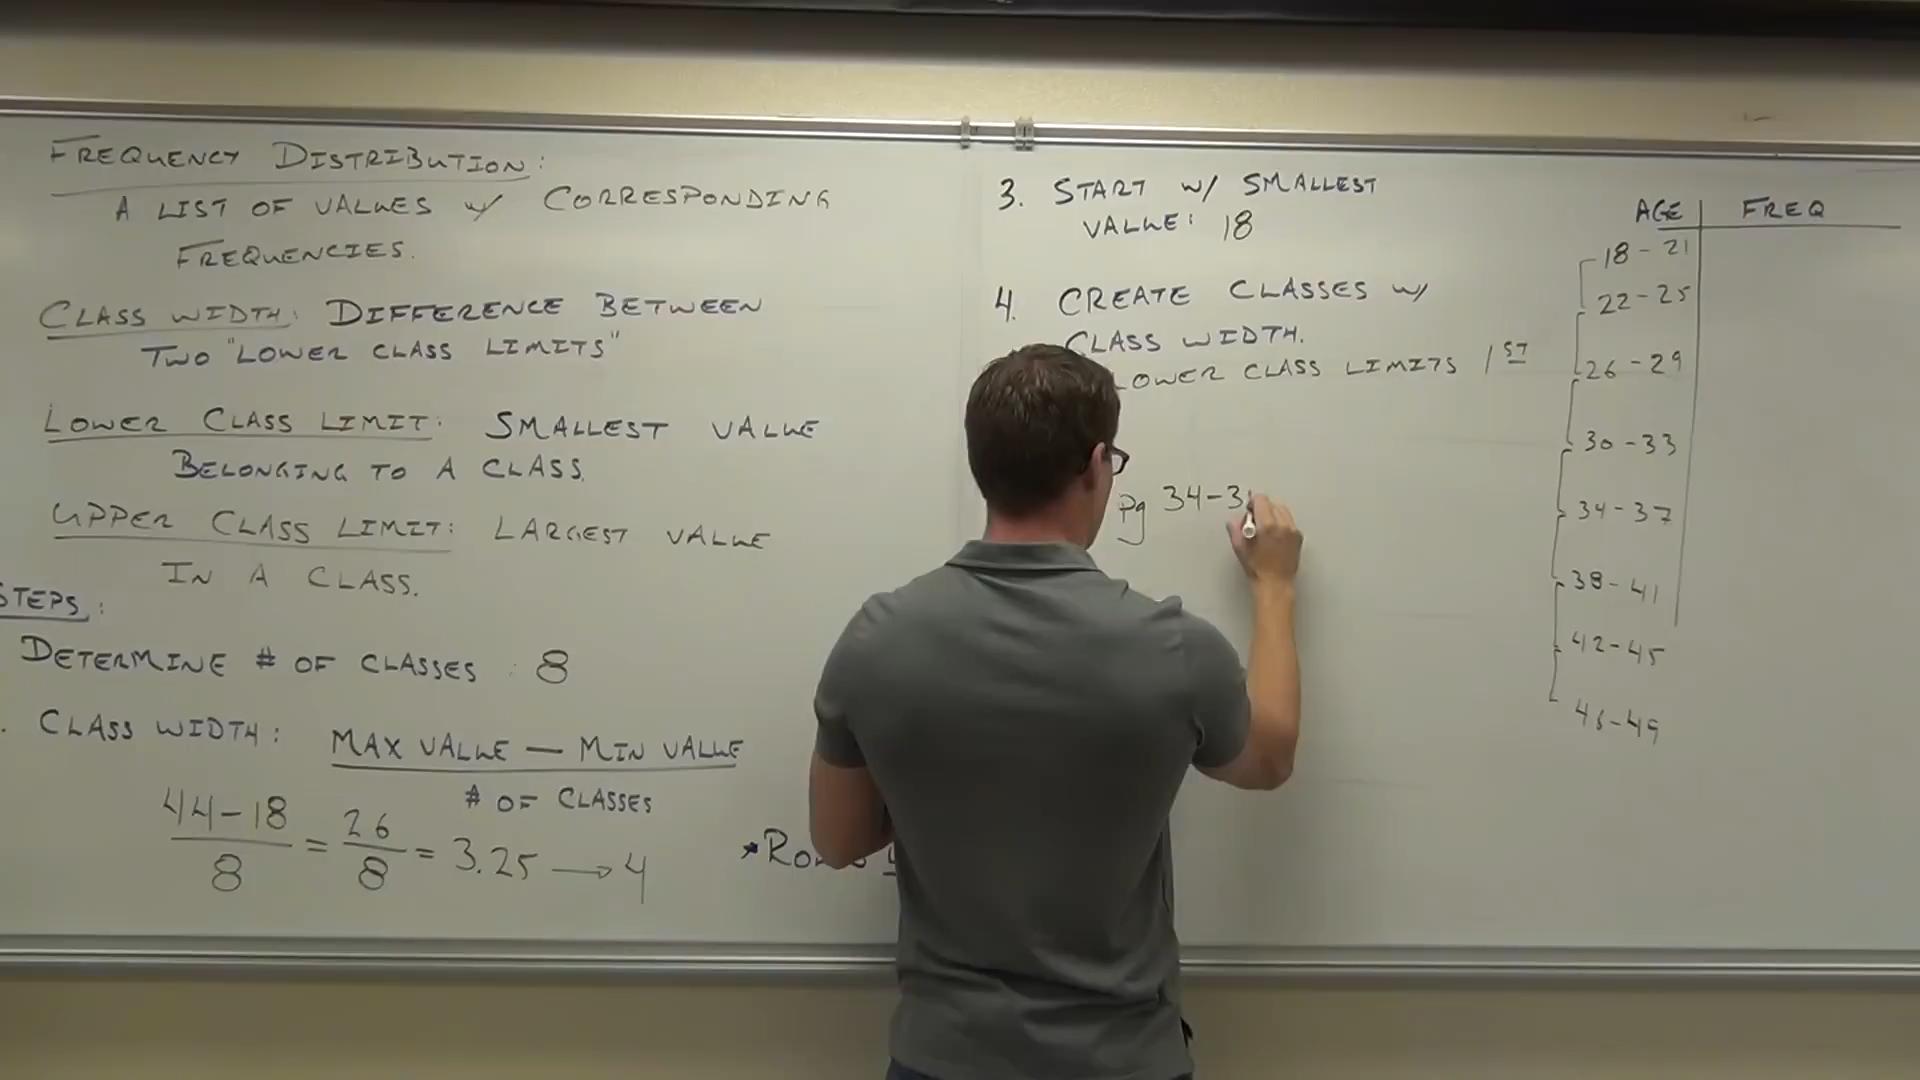 FREQUENCY DISTRIBUTION:
A LIST OF VALUES w/ CORRESPONDING
FREQUENCIES.
CLASS WIDTH: DIFFERENCE BETWEEN
TWO "LOWER CLASS LIMITS"
LOWER CLASS LIMIT: SMALLEST VALUE
BELONGING TO A CLASS.
UPPER CLASS LIMIT: LARGEST VALUE
IN A CLASS.
STEPS:
DETERMINE # OF CLASSES : 8
CLASS WIDTH: MAX VALUE — MIN VALUE
# OF CLASSES
44-18 / 8 = 26 / 8 = 3.25 → 4
3. START w/ SMALLEST
VALUE: 18
4. CREATE CLASSES w/
CLASS WIDTH.
LOWER CLASS LIMITS 1ST
Pg 34-3
AGE | FREQ
18-21
22-25
26-29
30-33
34-37
38-41
42-45
46-49